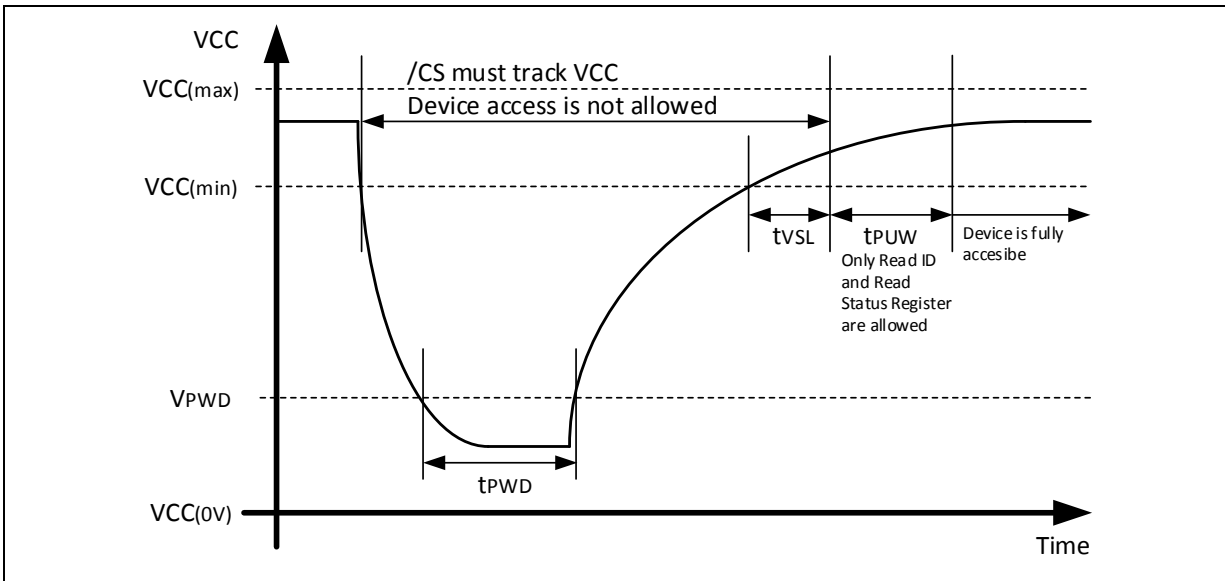 VCC
/CS must track VCC
VCC(max)
Device access is not allowed
VCC(min)
tVSL
tPUW
Device is fully
accesibe
Only Read ID
and Read
Status Register
are allowed
VPWD
tPWD
VCC(0V)
Time